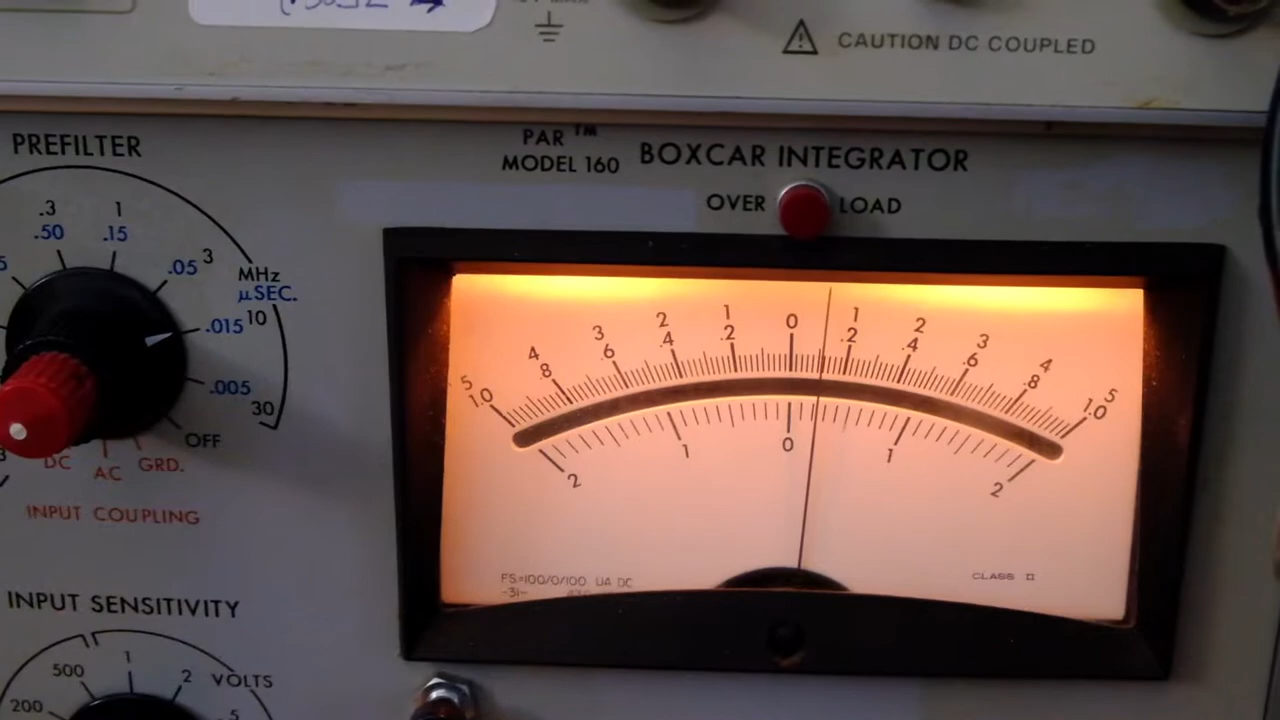 CAUTION DC COUPLED
PREFILTER
PAR™
MODEL 160
BOXCAR INTEGRATOR
OVER LOAD
.3 1
.50 .15
.05 3
MHz
µSEC.
.015 10
.005
30
OFF
DC AC GRD.
INPUT COUPLING
5 4 3 2 1 0 1 2 3 4 5
1.0 .8 .6 .4 .2 .2 .4 .6 .8 1.0
2 1 0 1 2
FS=100/0/100 UA DC
CLASS II
INPUT SENSITIVITY
200 500 1 2 VOLTS